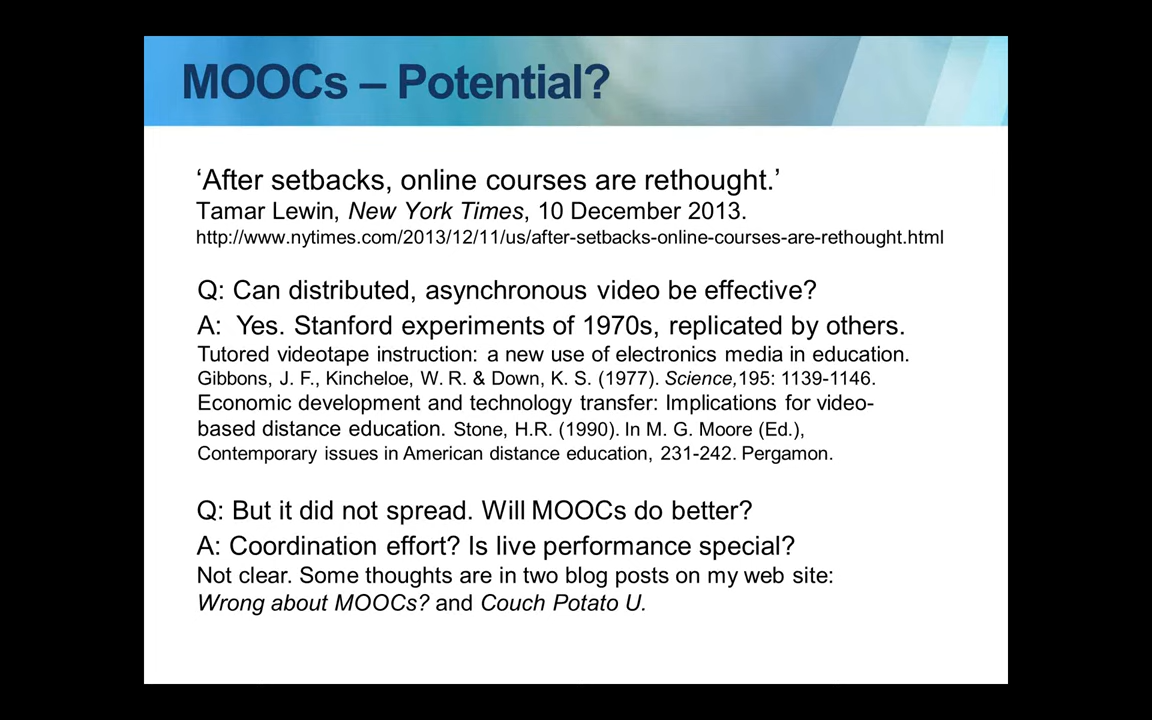 MOOCs – Potential?
‘After setbacks, online courses are rethought.’
Tamar Lewin, New York Times, 10 December 2013.
http://www.nytimes.com/2013/12/11/us/after-setbacks-online-courses-are-rethought.html
Q: Can distributed, asynchronous video be effective?
A:  Yes. Stanford experiments of 1970s, replicated by others.
Tutored videotape instruction: a new use of electronics media in education.
Gibbons, J. F., Kincheloe, W. R. & Down, K. S. (1977). Science,195: 1139-1146.
Economic development and technology transfer: Implications for video-
based distance education. Stone, H.R. (1990). In M. G. Moore (Ed.),
Contemporary issues in American distance education, 231-242. Pergamon.
Q: But it did not spread. Will MOOCs do better?
A: Coordination effort? Is live performance special?
Not clear. Some thoughts are in two blog posts on my web site:
Wrong about MOOCs? and Couch Potato U.